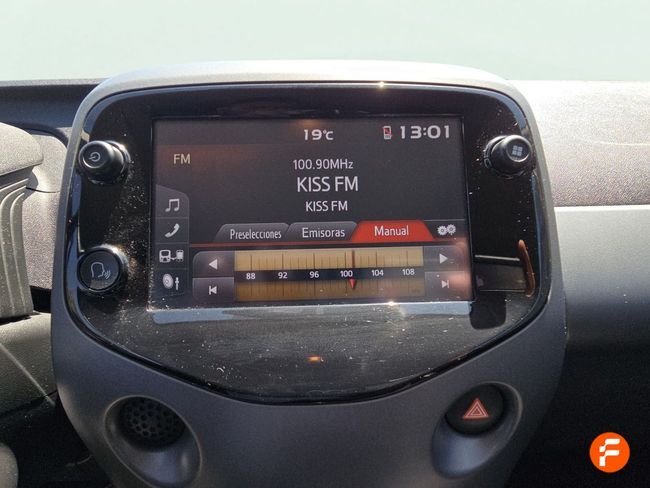 19°C 13:01
FM
100.90MHz
KISS FM
KISS FM
Preselecciones Emisoras Manual
88 92 96 100 104 108